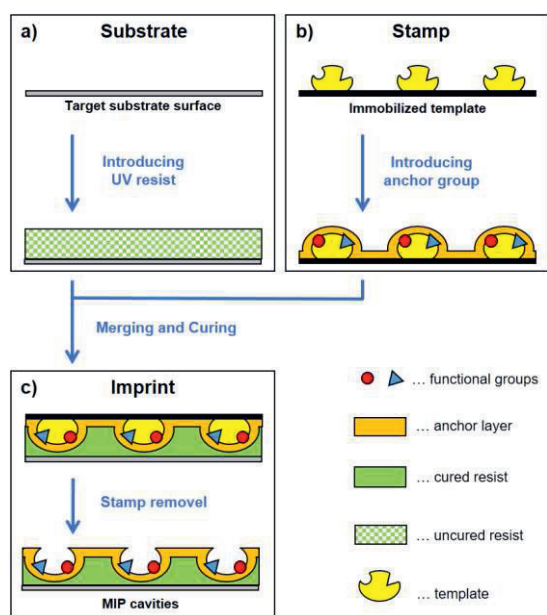 a) Substrate
Target substrate surface
Introducing
UV resist
b) Stamp
Immobilized template
Introducing
anchor group
Merging and Curing
c) Imprint
Stamp removel
MIP cavities
... functional groups
... anchor layer
... cured resist
... uncured resist
... template